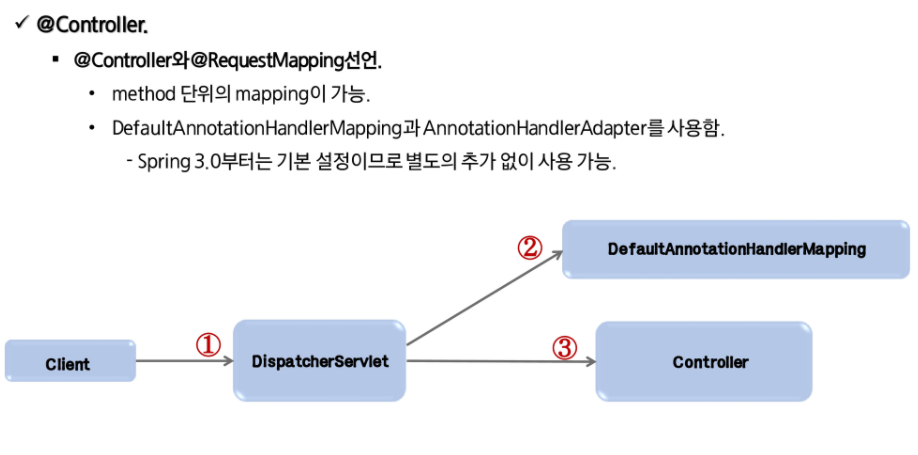 ✓ @Controller.
▪ @Controller와@RequestMapping선언.
• method 단위의 mapping이 가능.
• DefaultAnnotationHandlerMapping과 AnnotationHandlerAdapter를 사용함.
- Spring 3.0부터는 기본 설정이므로 별도의 추가 없이 사용 가능.
②
DefaultAnnotationHandlerMapping
①
③
Client
DispatcherServlet
Controller